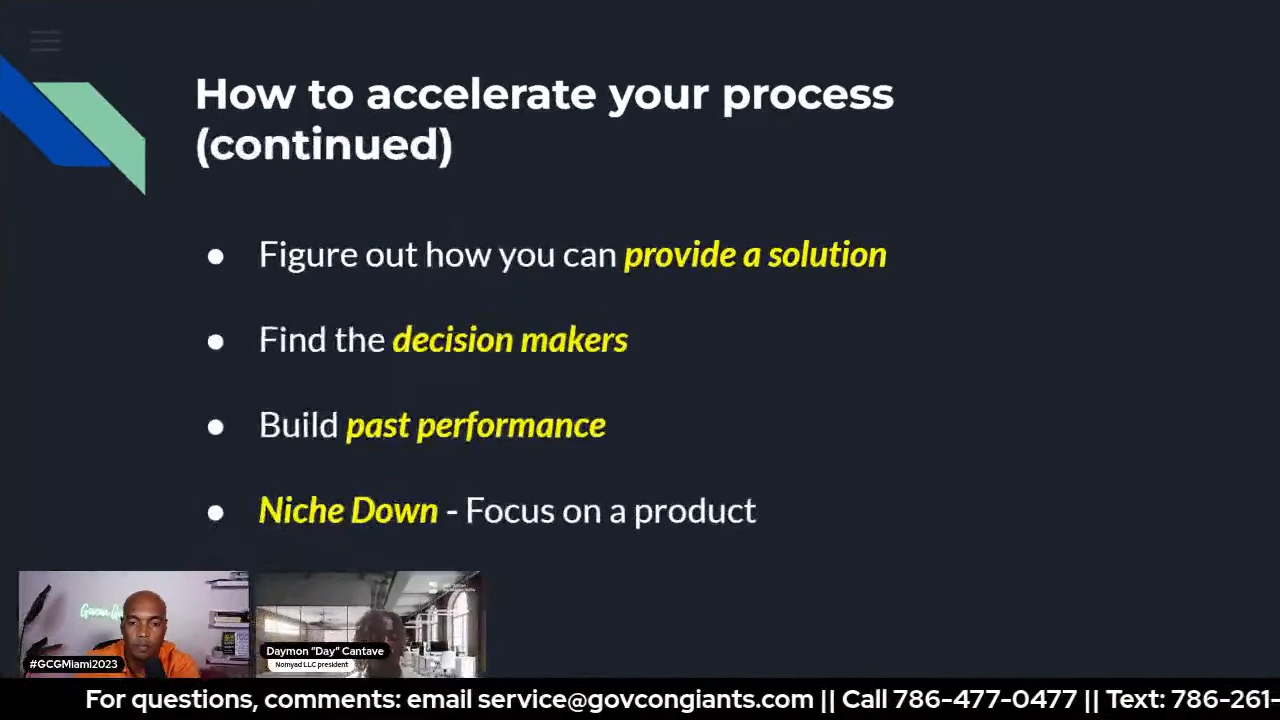 How to accelerate your process
(continued)
● Figure out how you can provide a solution
● Find the decision makers
● Build past performance
● Niche Down - Focus on a product
#GCGMiami2023
Daymon "Day" Cantave
Nomyad LLC president
For questions, comments: email service@govcongiants.com || Call 786-477-0477 || Text: 786-261-